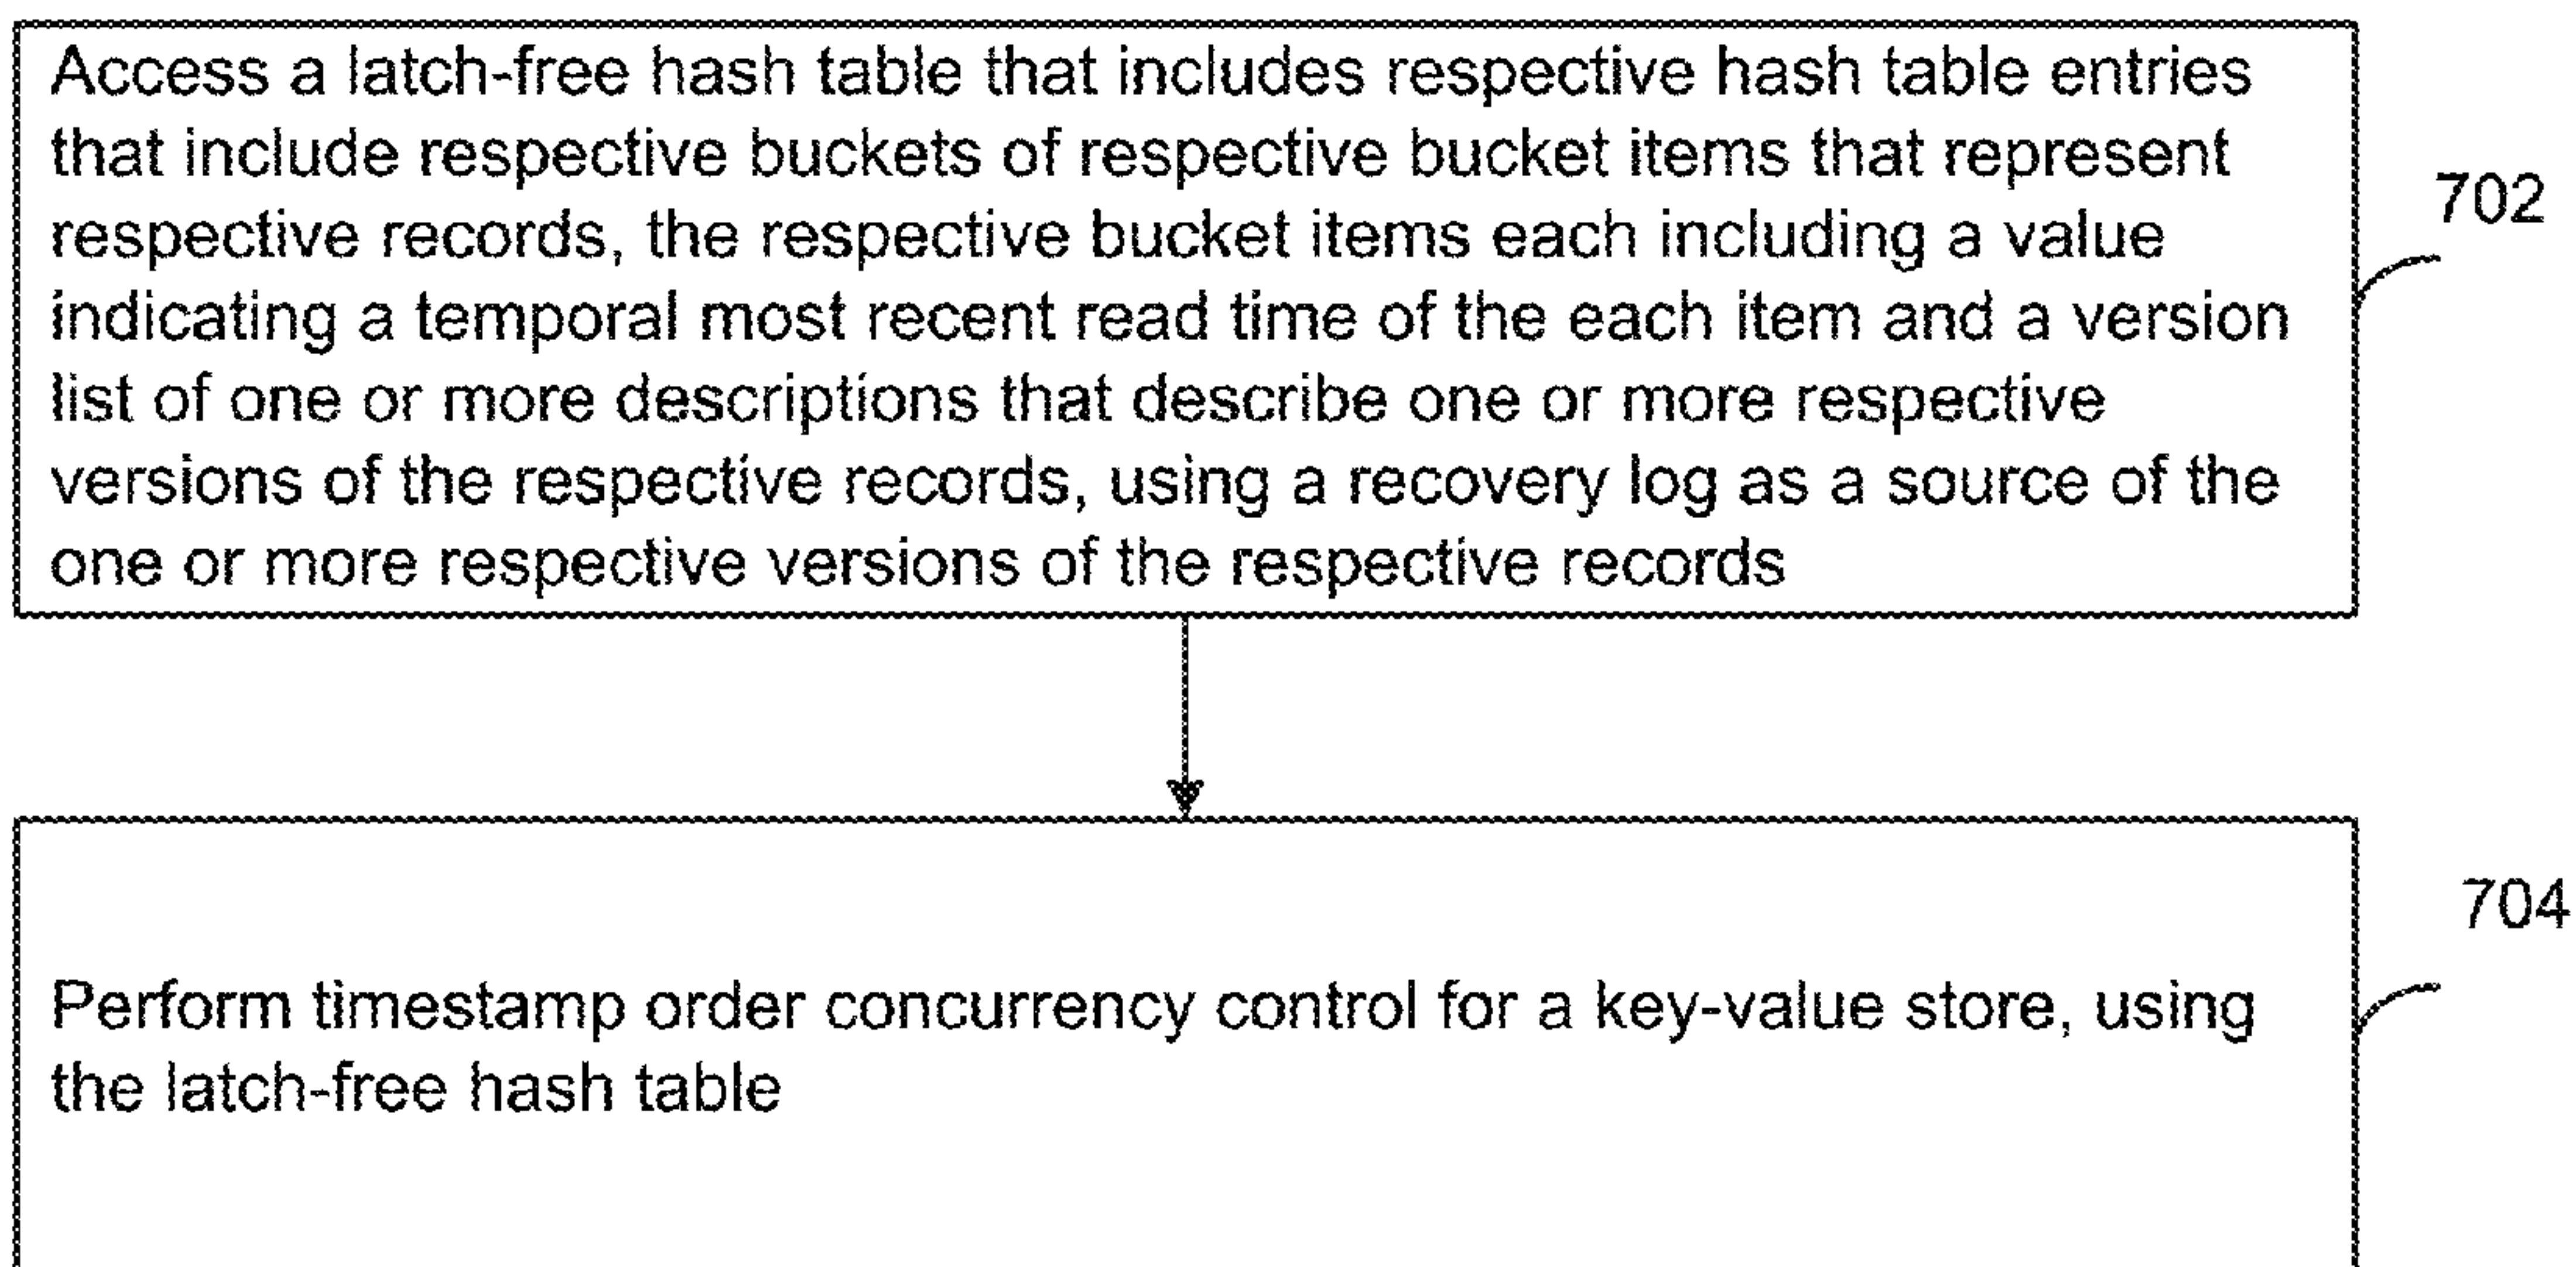 Access a latch-free hash table that includes respective hash table entries
that include respective buckets of respective bucket items that represent
respective records, the respective bucket items each including a value
indicating a temporal most recent read time of the each item and a version
list of one or more descriptions that describe one or more respective
versions of the respective records, using a recovery log as a source of the
one or more respective versions of the respective records
702
704
Perform timestamp order concurrency control for a key-value store, using
the latch-free hash table